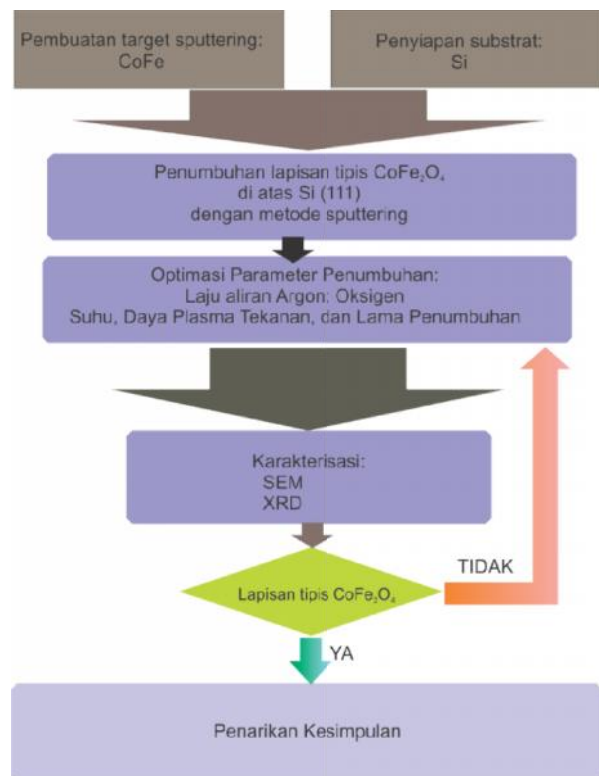 Pembuatan target sputtering:
CoFe
Penyiapan substrat:
Si
Penumbuhan lapisan tipis CoFe₂O₄
di atas Si (111)
dengan metode sputtering
Optimasi Parameter Penumbuhan:
Laju aliran Argon: Oksigen
Suhu, Daya Plasma Tekanan, dan Lama Penumbuhan
Karakterisasi:
SEM
XRD
TIDAK
Lapisan tipis CoFe₂O₄
YA
Penarikan Kesimpulan